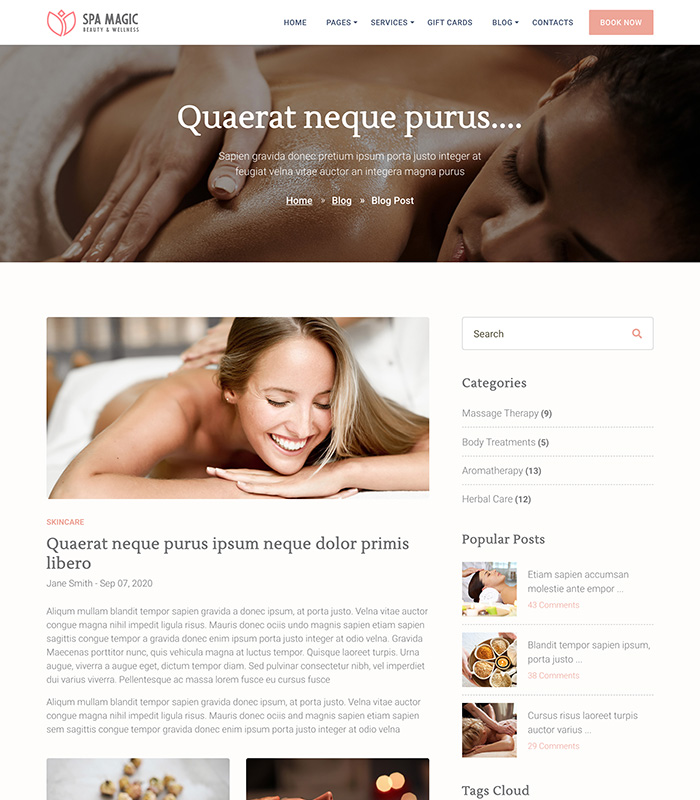 SPA MAGIC
BEAUTY & WELLNESS
HOME PAGES SERVICES GIFT CARDS BLOG CONTACTS BOOK NOW
Quaerat neque purus....
Sapien gravida donec pretium ipsum porta justo integer at
feugiat velna vitae auctor an integera magna purus
Home » Blog » Blog Post
SKINCARE
Quaerat neque purus ipsum neque dolor primis
libero
Jane Smith - Sep 07, 2020
Aliqum mullam blandit tempor sapien gravida a donec ipsum, at porta justo. Velna vitae auctor
congue magna nihil impedit ligula risus. Mauris donec ociis undo magnis sapien etiam sapien
sagittis congue tempor a gravida donec enim ipsum porta justo integer at odio velna. Gravida
Maecenas porttitor nunc, quis vehicula magna at luctus tempor. Quisque laoreet turpis. Urna
augue, viverra a augue eget, dictum tempor diam. Sed pulvinar consectetur nibh, vel imperdiet
dui varius viverra. Pellentesque ac massa lorem fusce eu cursus fusce
Aliqum mullam blandit tempor sapien gravida donec ipsum, at porta justo. Velna vitae auctor
congue magna nihil impedit ligula risus. Mauris donec ociis and magnis sapien etiam sapien
sem sagittis congue tempor gravida donec enim ipsum porta justo integer at odio velna
Search
Categories
Massage Therapy (9)
Body Treatments (5)
Aromatherapy (13)
Herbal Care (12)
Popular Posts
Etiam sapien accumsan
molestie ante empor ...
43 Comments
Blandit tempor sapien ipsum,
porta justo ...
38 Comments
Cursus risus laoreet turpis
auctor varius ...
29 Comments
Tags Cloud